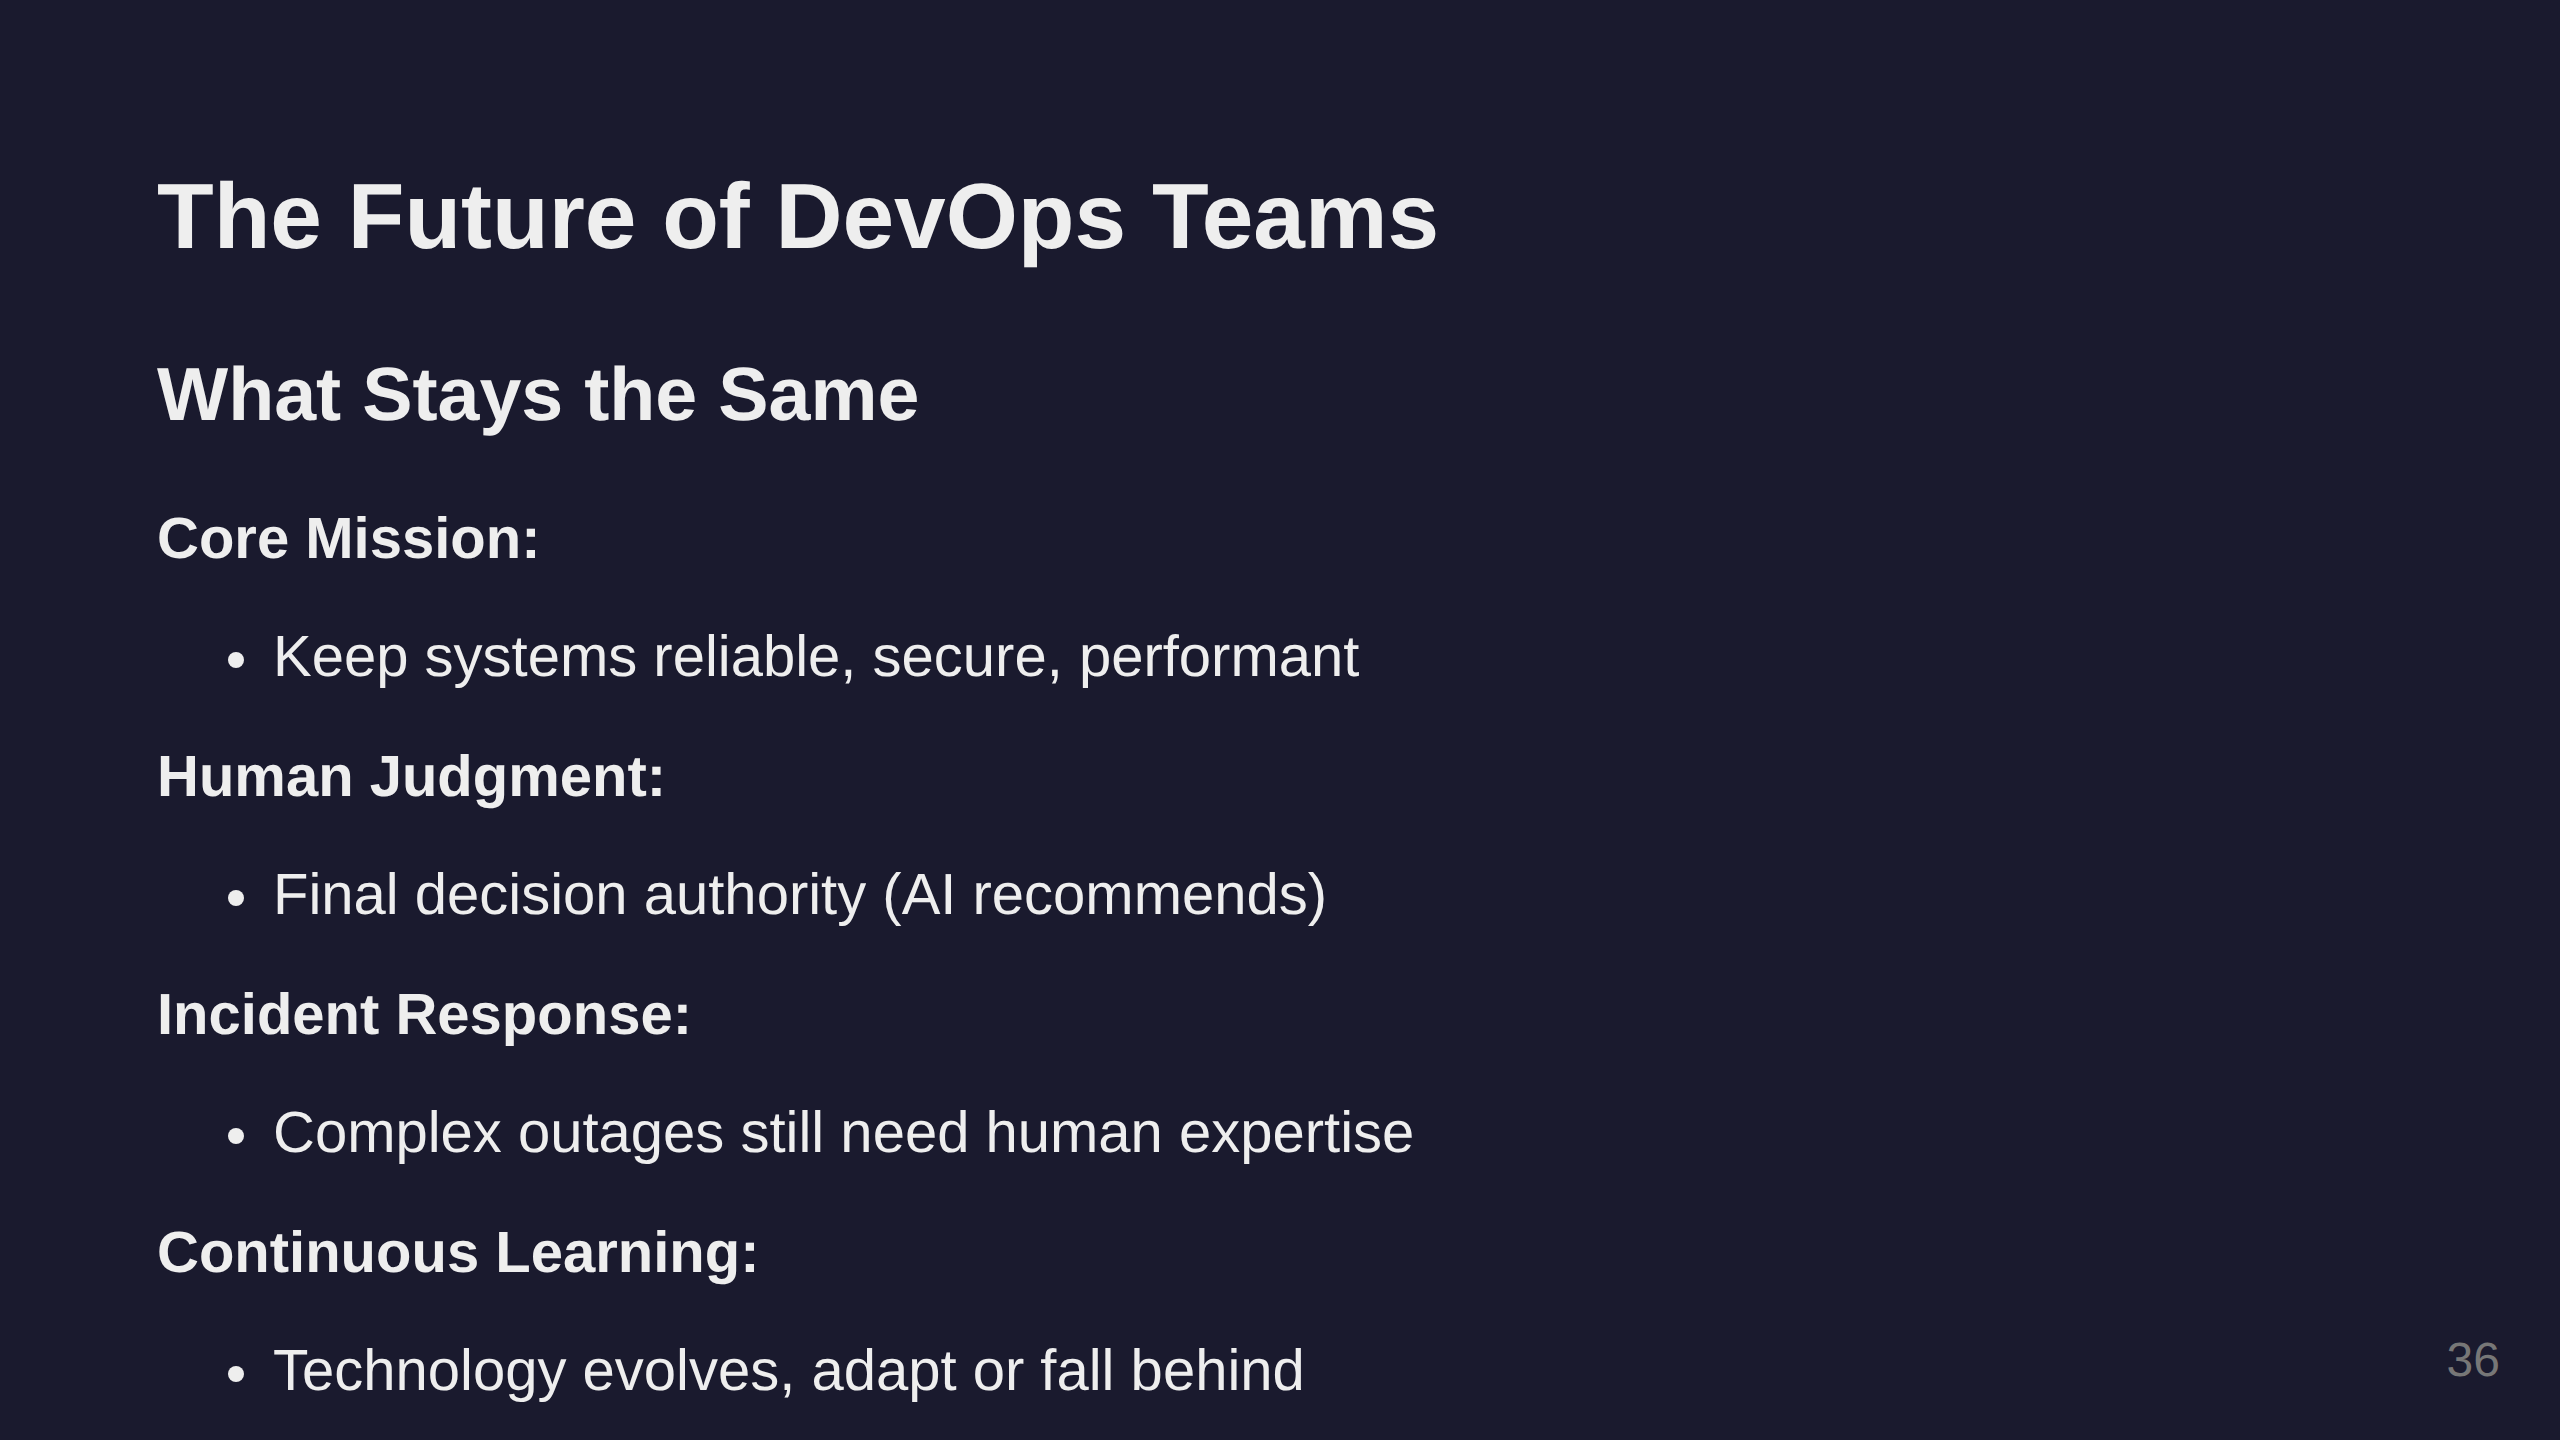 The Future of DevOps Teams
What Stays the Same
Core Mission:
• Keep systems reliable, secure, performant
Human Judgment:
• Final decision authority (AI recommends)
Incident Response:
• Complex outages still need human expertise
Continuous Learning:
• Technology evolves, adapt or fall behind
36